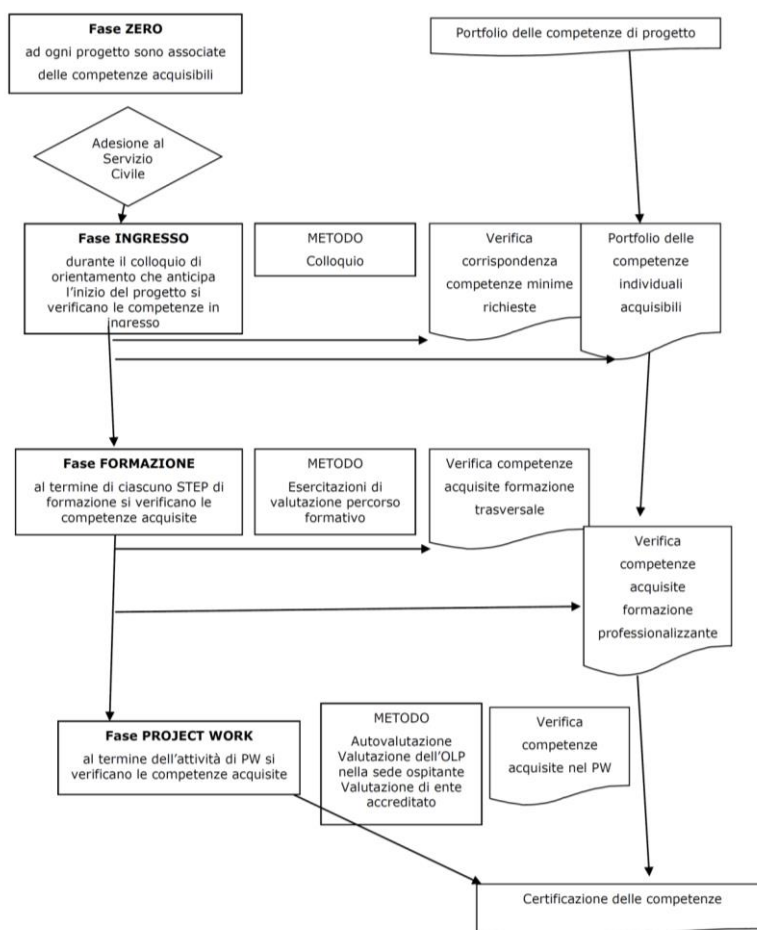 Fase ZERO
ad ogni progetto sono associate
delle competenze acquisibili
Portfolio delle competenze di progetto
Adesione al
Servizio
Civile
Fase INGRESSO
durante il colloquio di
orientamento che anticipa
l'inizio del progetto si
verificano le competenze in
ingresso
METODO
Colloquio
Verifica
corrispondenza
competenze minime
richieste
Portfolio delle
competenze
individuali
acquisibili
Fase FORMAZIONE
al termine di ciascuno STEP di
formazione si verificano le
competenze acquisite
METODO
Esercitazioni di
valutazione percorso
formativo
Verifica competenze
acquisite formazione
trasversale
Verifica
competenze
acquisite
formazione
professionalizzante
Fase PROJECT WORK
al termine dell'attività di PW si
verificano le competenze acquisite
METODO
Autovalutazione
Valutazione dell'OLP
nella sede ospitante
Valutazione di ente
accreditato
Verifica
competenze
acquisite nel PW
Certificazione delle competenze